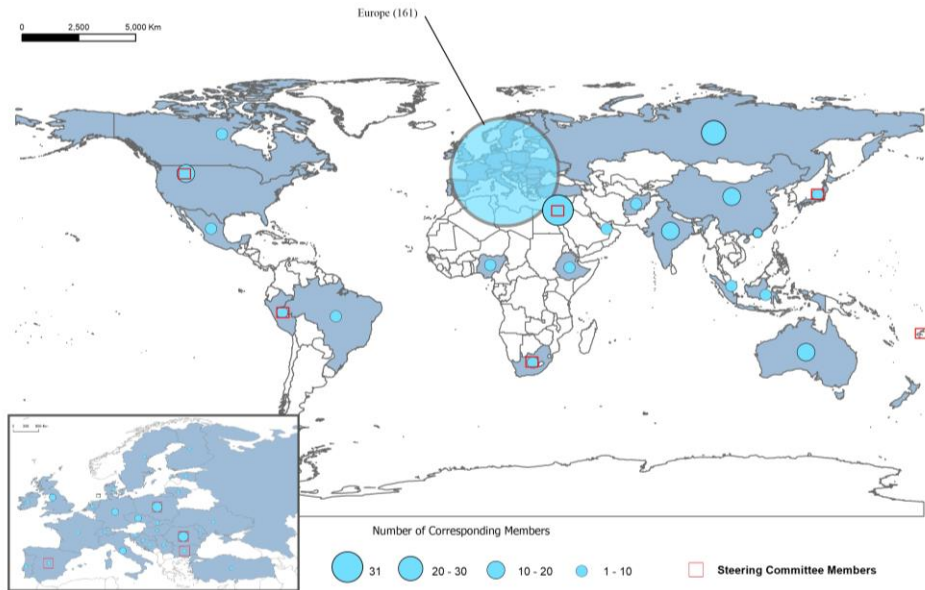 Europe (161)
0 2,500 5,000 Km
Number of Corresponding Members
31 20 - 30 10 - 20 1 - 10 Steering Committee Members